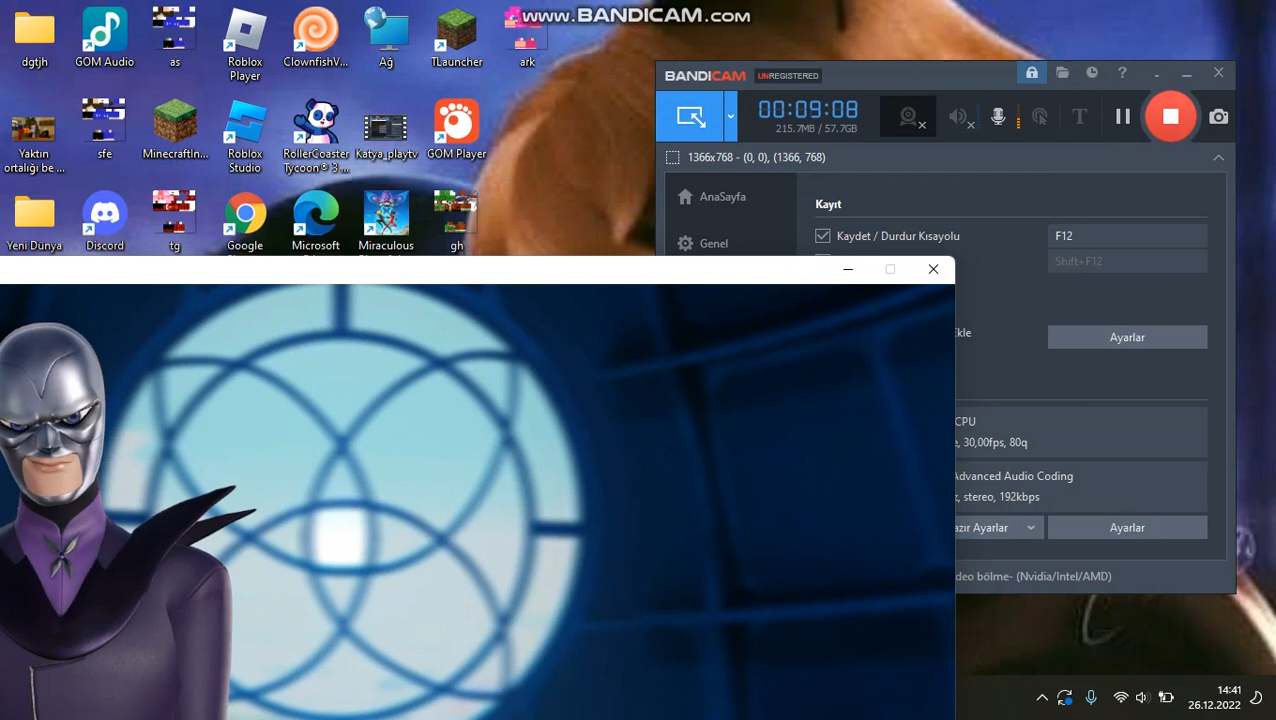 www.BANDICAM.com
dgtjh
GOM Audio
as
Roblox
Player
ClownfishV...
Ağ
TLauncher
ark
Yaktın
ortalığı be ...
sfe
MinecraftIn...
Roblox
Studio
RollerCoaster
Tycoon® 3 ...
Katya_playtv
GOM Player
Yeni Dünya
Discord
tg
Google
Microsoft
Miraculous
gh
BANDICAM
UNREGISTERED
00:09:08
215.7MB / 57.7GB
1366x768 - (0, 0), (1366, 768)
AnaSayfa
Genel
Kayıt
Kaydet / Durdur Kısayolu
F12
Shift+F12
Ekle
Ayarlar
CPU
e, 30,00fps, 80q
Advanced Audio Coding
z, stereo, 192kbps
azır Ayarlar
Ayarlar
deo bölme- (Nvidia/Intel/AMD)
14:41
26.12.2022